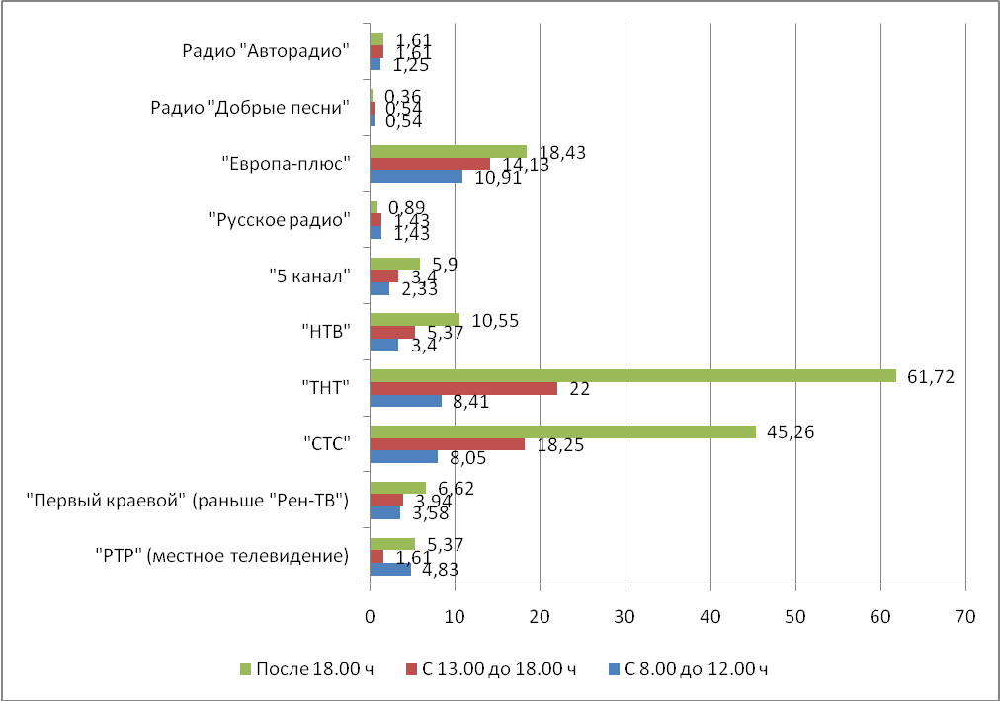 Радио "Авторадио"
1,61
1,61
1,25
Радио "Добрые песни"
0,36
0,54
0,54
"Европа-плюс"
18,43
14,13
10,91
"Русское радио"
0,89
1,43
1,43
"5 канал"
5,9
3,4
2,33
"НТВ"
10,55
5,37
3,4
"ТНТ"
61,72
22
8,41
"СТС"
45,26
18,25
8,05
"Первый краевой" (раньше "Рен-ТВ")
6,62
3,94
3,58
"РТР" (местное телевидение)
5,37
1,61
4,83
0 10 20 30 40 50 60 70
После 18.00 ч С 13.00 до 18.00 ч С 8.00 до 12.00 ч